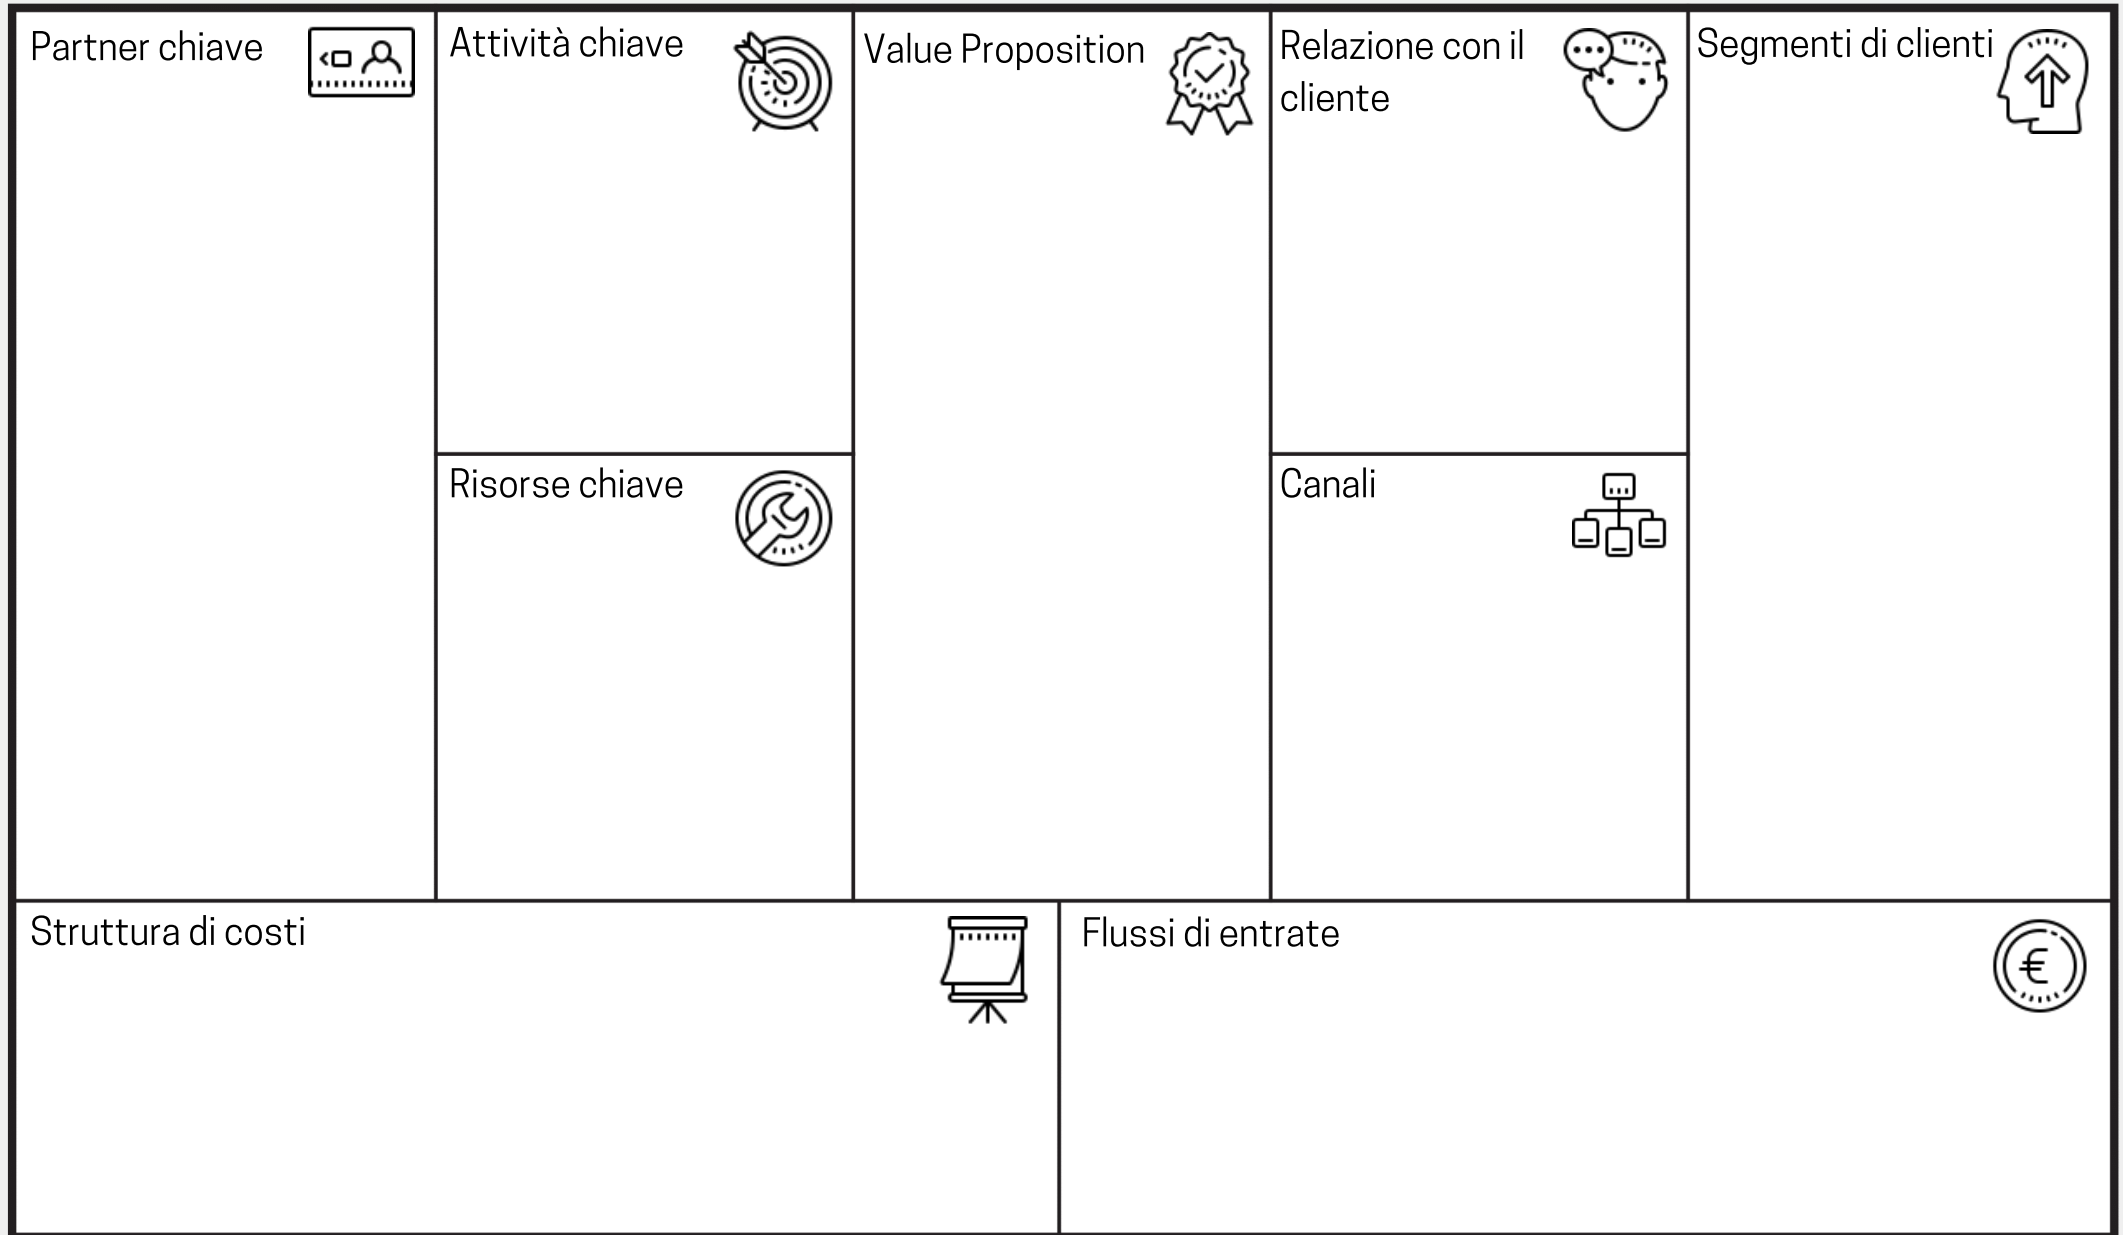 Partner chiave
Attività chiave
Value Proposition
Relazione con il
cliente
Segmenti di clienti
Risorse chiave
Canali
Struttura di costi
Flussi di entrate
€